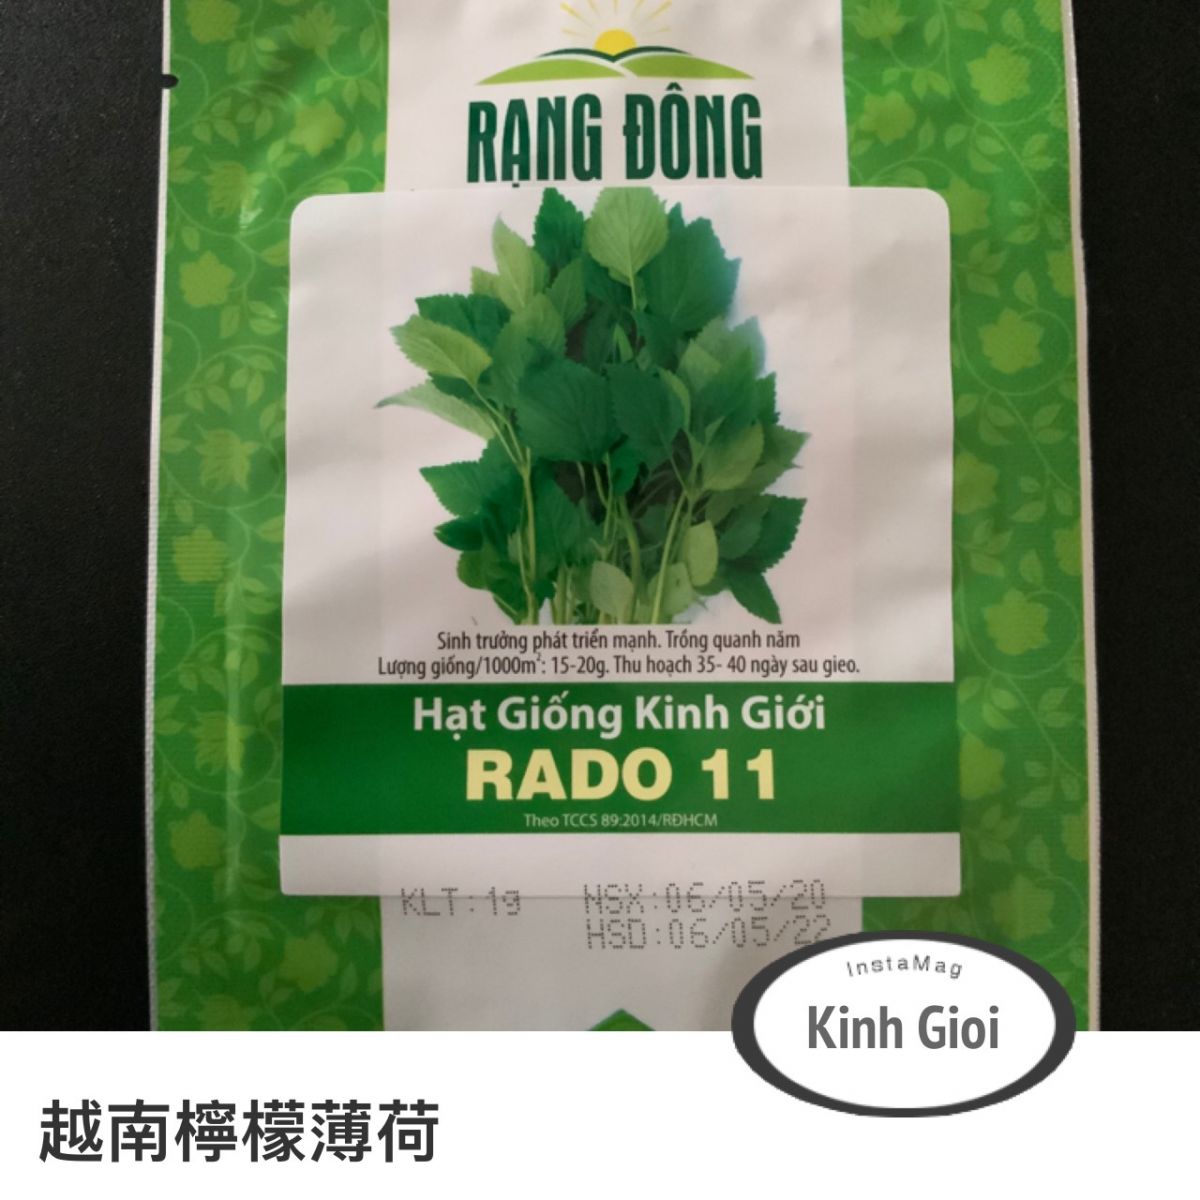 RẠNG ĐÔNG
Sinh trưởng phát triển mạnh. Trồng quanh năm
Lượng giống/1000m²: 15-20g. Thu hoạch 35- 40 ngày sau gieo.
Hạt Giống Kinh Giới
RADO 11
Theo TCCS 89:2014/RĐHCM
KLT:1g NSX:06/05/20
HSD:06/05/22
InstaMag
Kinh Gioi
越南檸檬薄荷